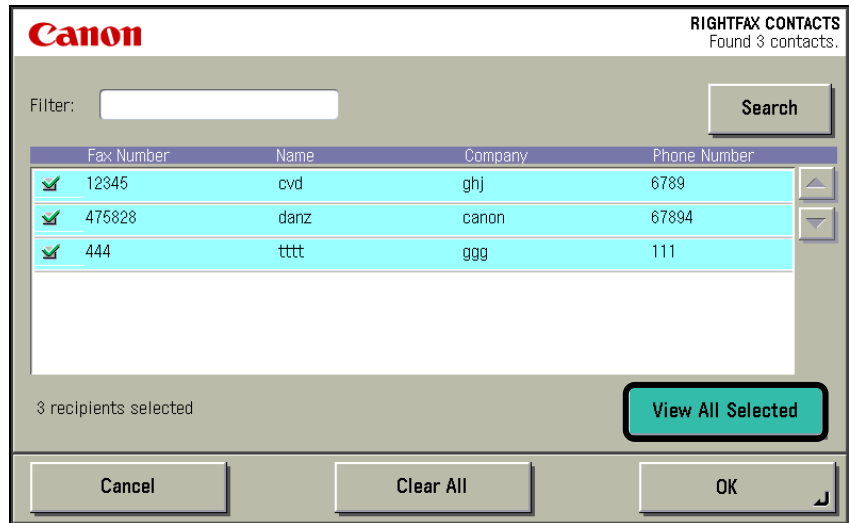 Canon
RIGHTFAX CONTACTS
Found 3 contacts.
Filter:
Search
Fax Number Name Company Phone Number
12345 cvd ghj 6789
475828 danz canon 67894
444 tttt ggg 111
3 recipients selected
View All Selected
Cancel Clear All OK